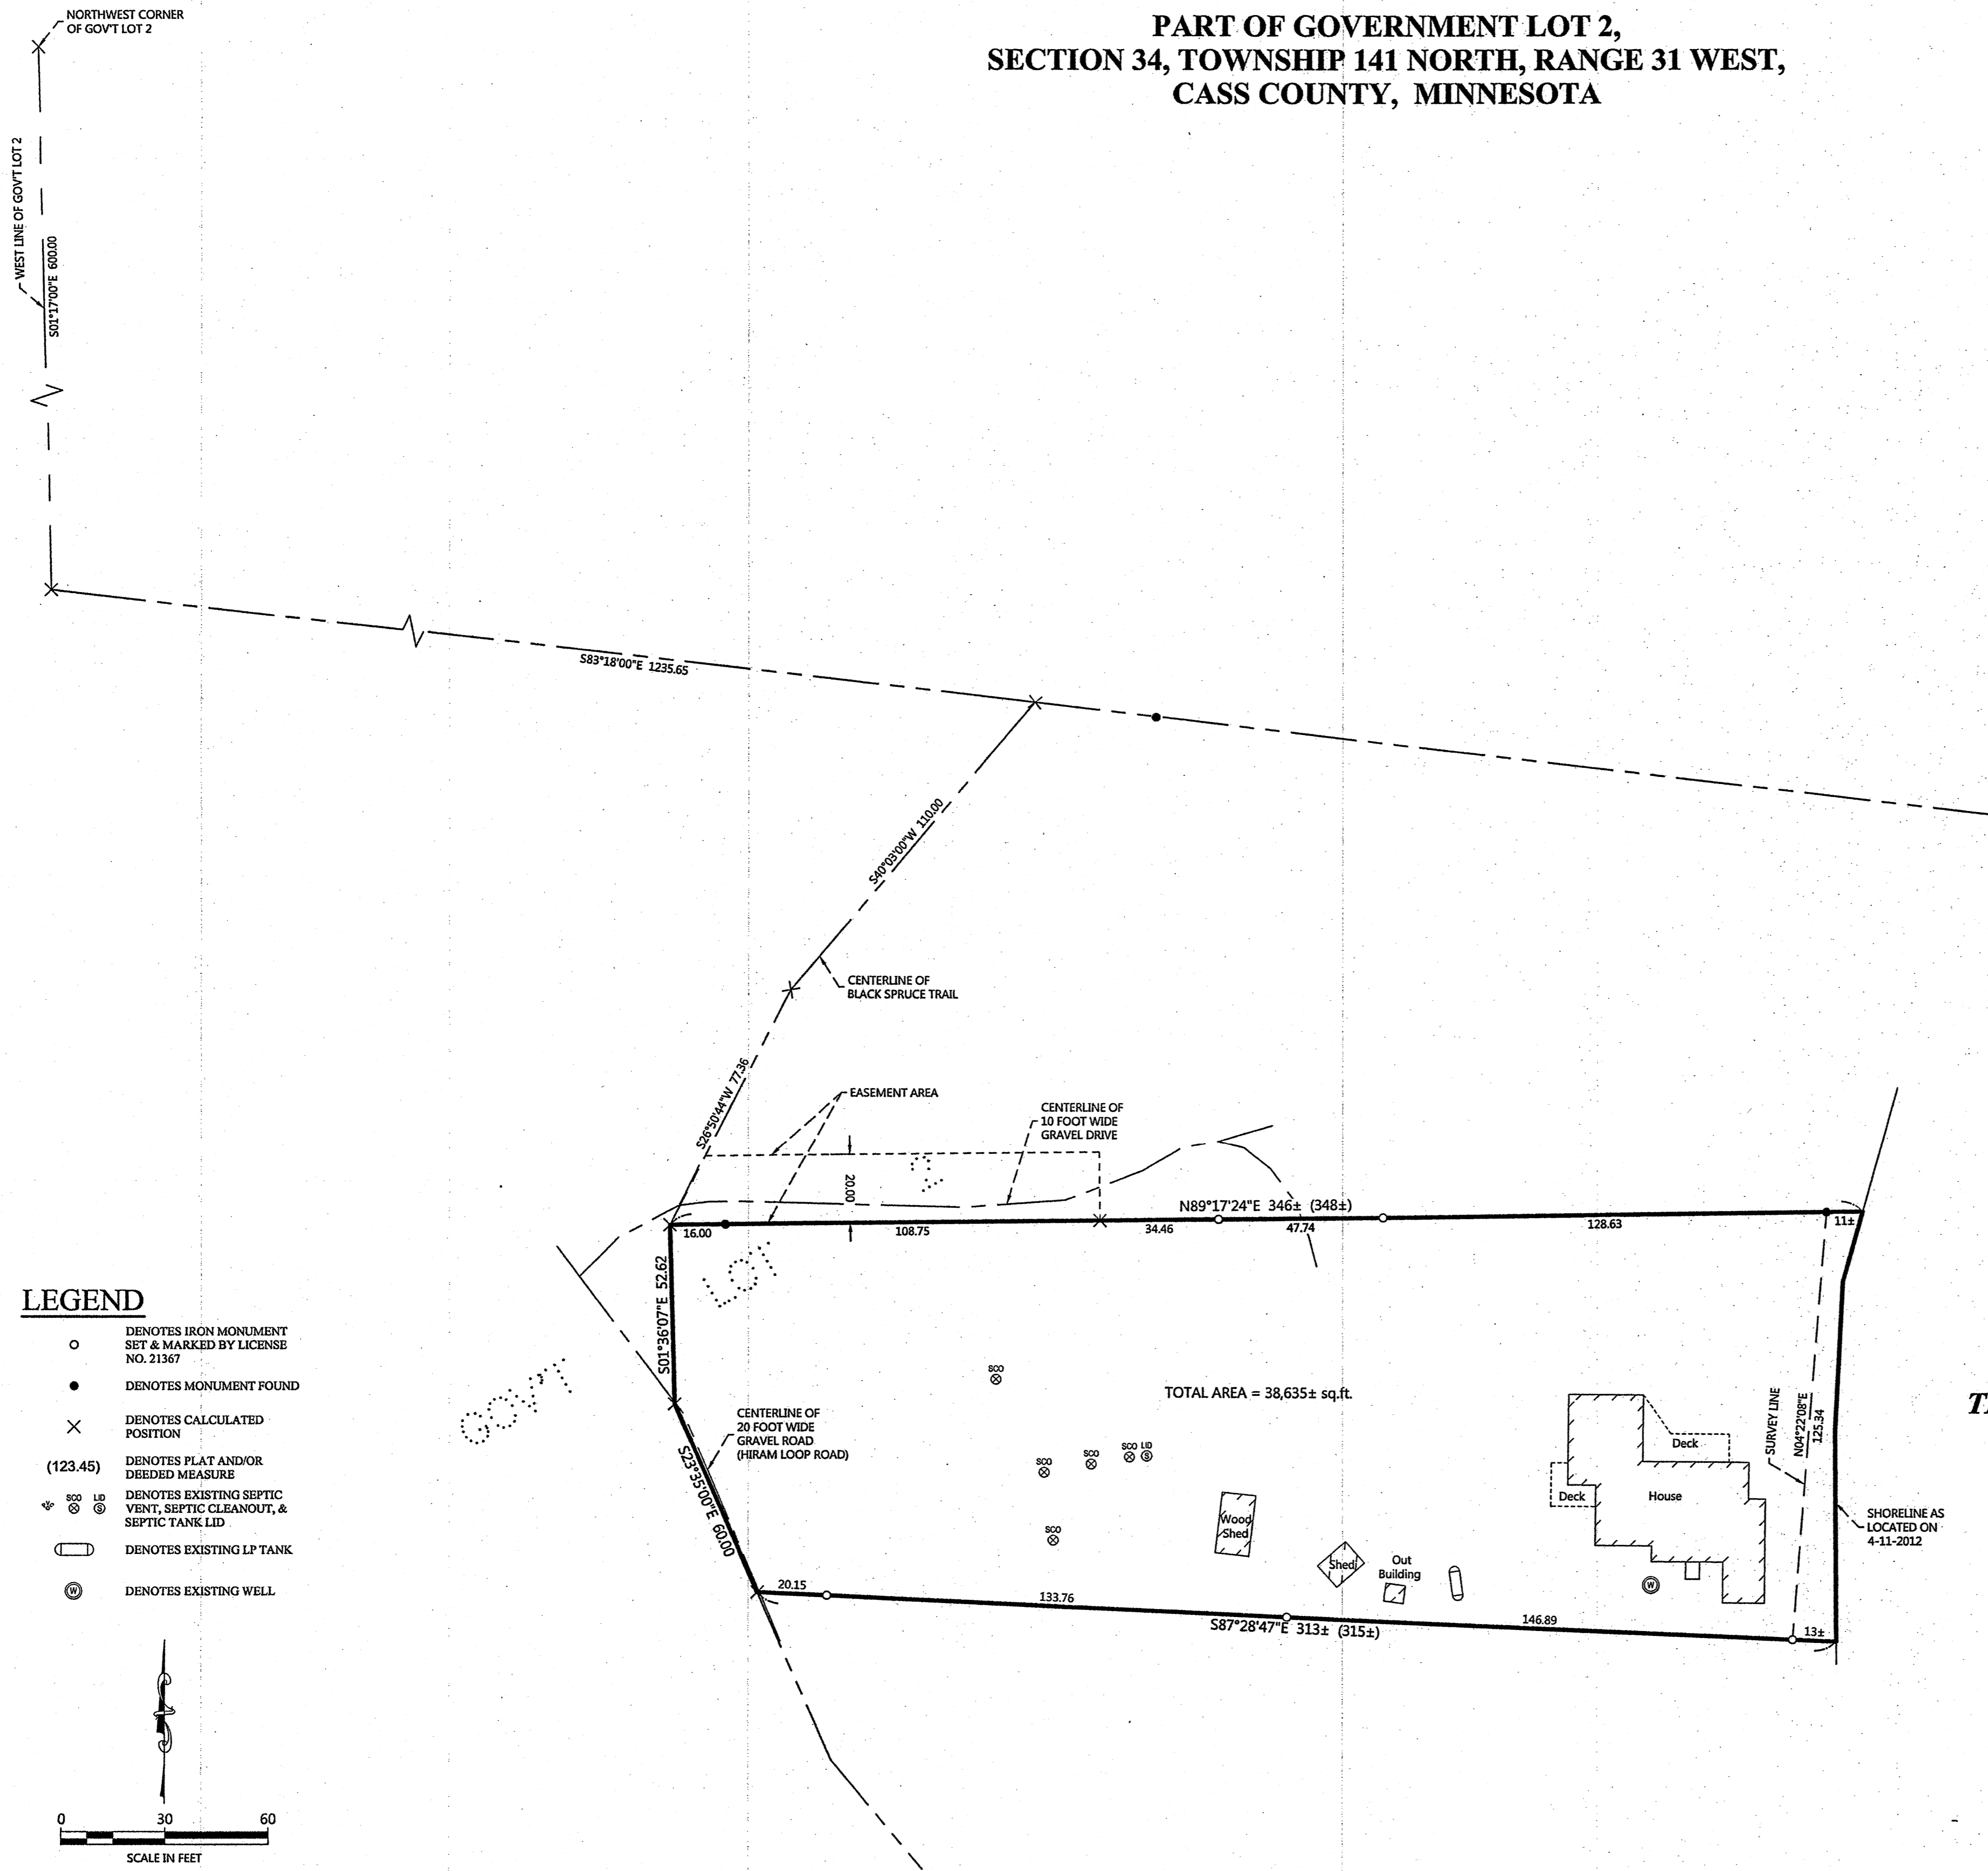 PART OF GOVERNMENT LOT 2,
SECTION 34, TOWNSHIP 141 NORTH, RANGE 31 WEST,
CASS COUNTY, MINNESOTA
NORTHWEST CORNER
OF GOV'T LOT 2
WEST LINE OF GOV'T LOT 2
S01°17'00"E 600.00
S83°18'00"E 1235.65
S40°03'00"W 110.00
CENTERLINE OF
BLACK SPRUCE TRAIL
S26°50'44"W 77.36
EASEMENT AREA
CENTERLINE OF
10 FOOT WIDE
GRAVEL DRIVE
20.00
2
N89°17'24"E 346± (348±)
16.00
108.75
34.46
47.74
128.63
11±
LOT
GOV'T
S01°36'07"E 52.62
SCO
TOTAL AREA = 38,635± sq.ft.
CENTERLINE OF
20 FOOT WIDE
GRAVEL ROAD
(HIRAM LOOP ROAD)
S23°35'00"E 60.00
SCO
SCO
SCO LID
S
SCO
Wood
Shed
Shed
Out
Building
Deck
Deck
House
W
SURVEY LINE
N04°22'08"E
125.34
SHORELINE AS
LOCATED ON
4-11-2012
20.15
133.76
S87°28'47"E 313± (315±)
146.89
13±
LEGEND
DENOTES IRON MONUMENT
SET & MARKED BY LICENSE
NO. 21367
DENOTES MONUMENT FOUND
DENOTES CALCULATED
POSITION
(123.45) DENOTES PLAT AND/OR
DEEDED MEASURE
SCO LID DENOTES EXISTING SEPTIC
S VENT, SEPTIC CLEANOUT, &
SEPTIC TANK LID
DENOTES EXISTING LP TANK
W DENOTES EXISTING WELL
0 30 60
SCALE IN FEET